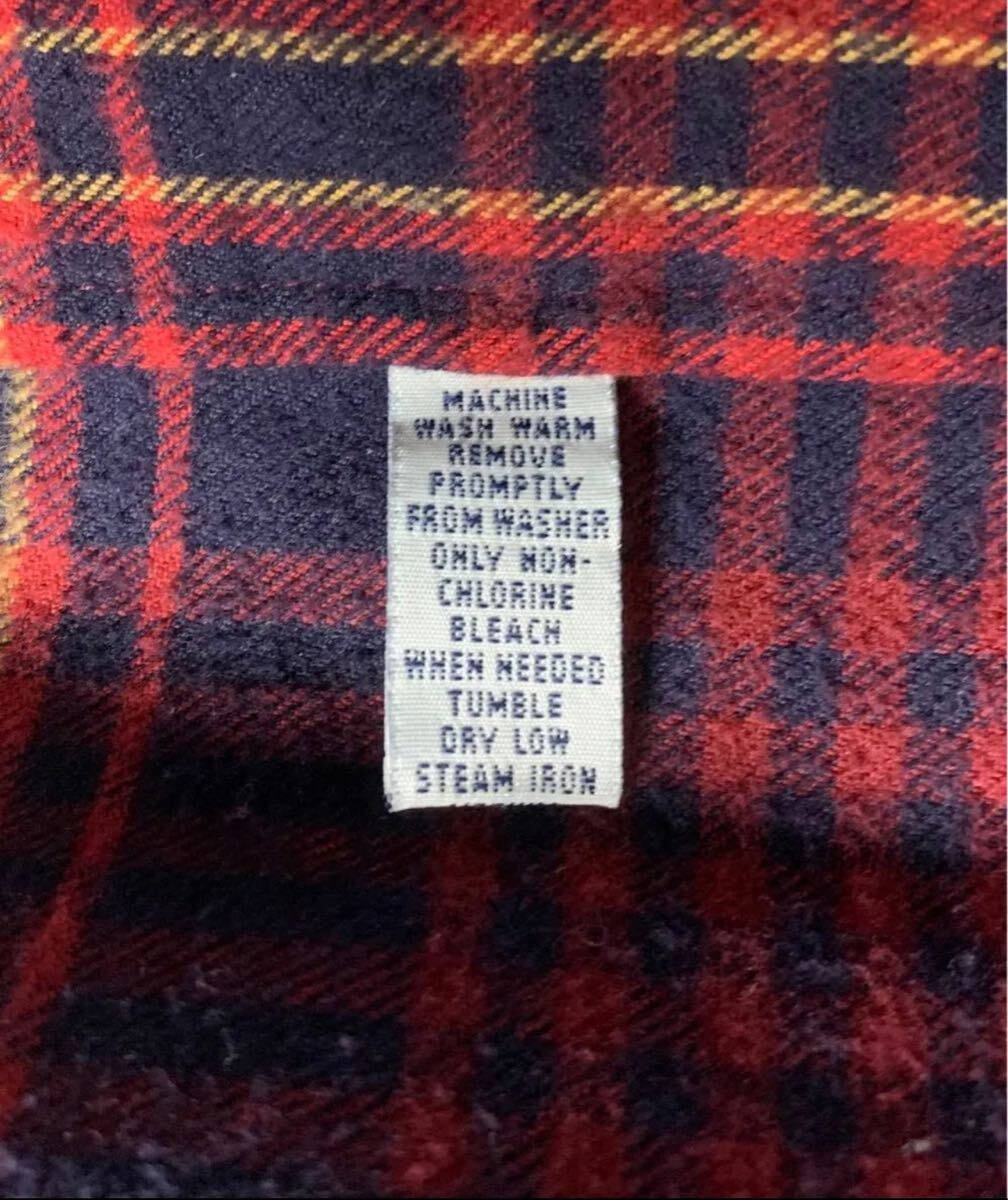 MACHINE
WASH WARM
REMOVE
PROMPTLY
FROM WASHER
ONLY NON-
CHLORINE
BLEACH
WHEN NEEDED
TUMBLE
DRY LOW
STEAM IRON